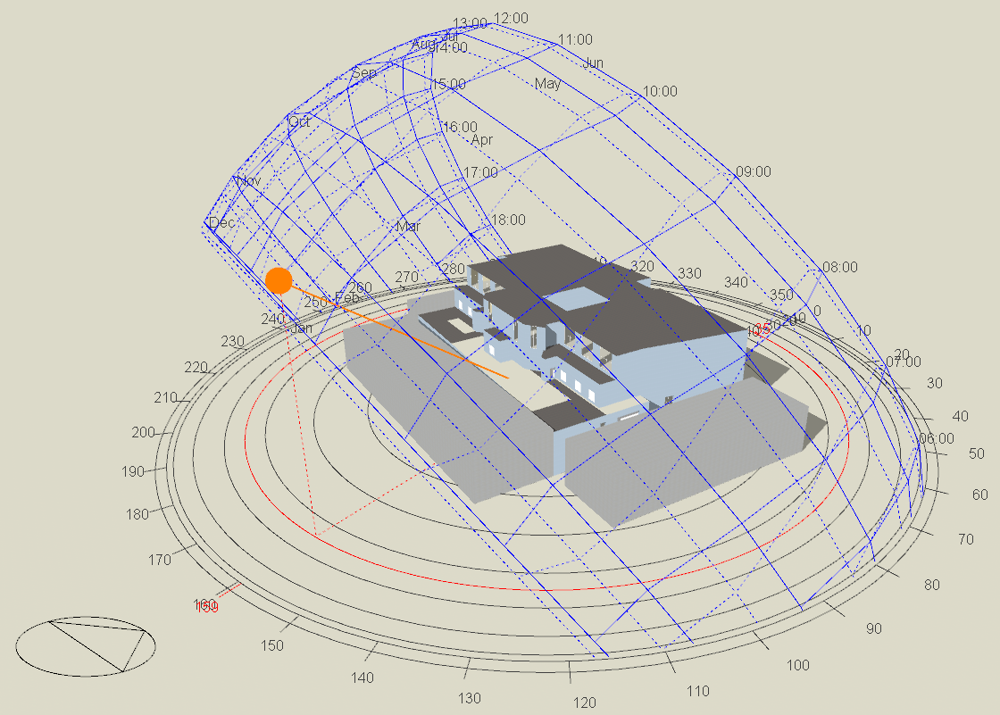 13:00 12:00
Jul
Aug 14:00 11:00
Jun
Sep
15:00 May 10:00
Oct 16:00
Apr
17:00 09:00
Nov
Dec Mar 18:00
280 320 330 08:00
270 340
260 350
Feb
250 0
240 10
Jan
230 20
07:00
220 30
210 40
200 06:00
190 50
180 60
170 70
160 80
159
150 90
140 100
130 120 110